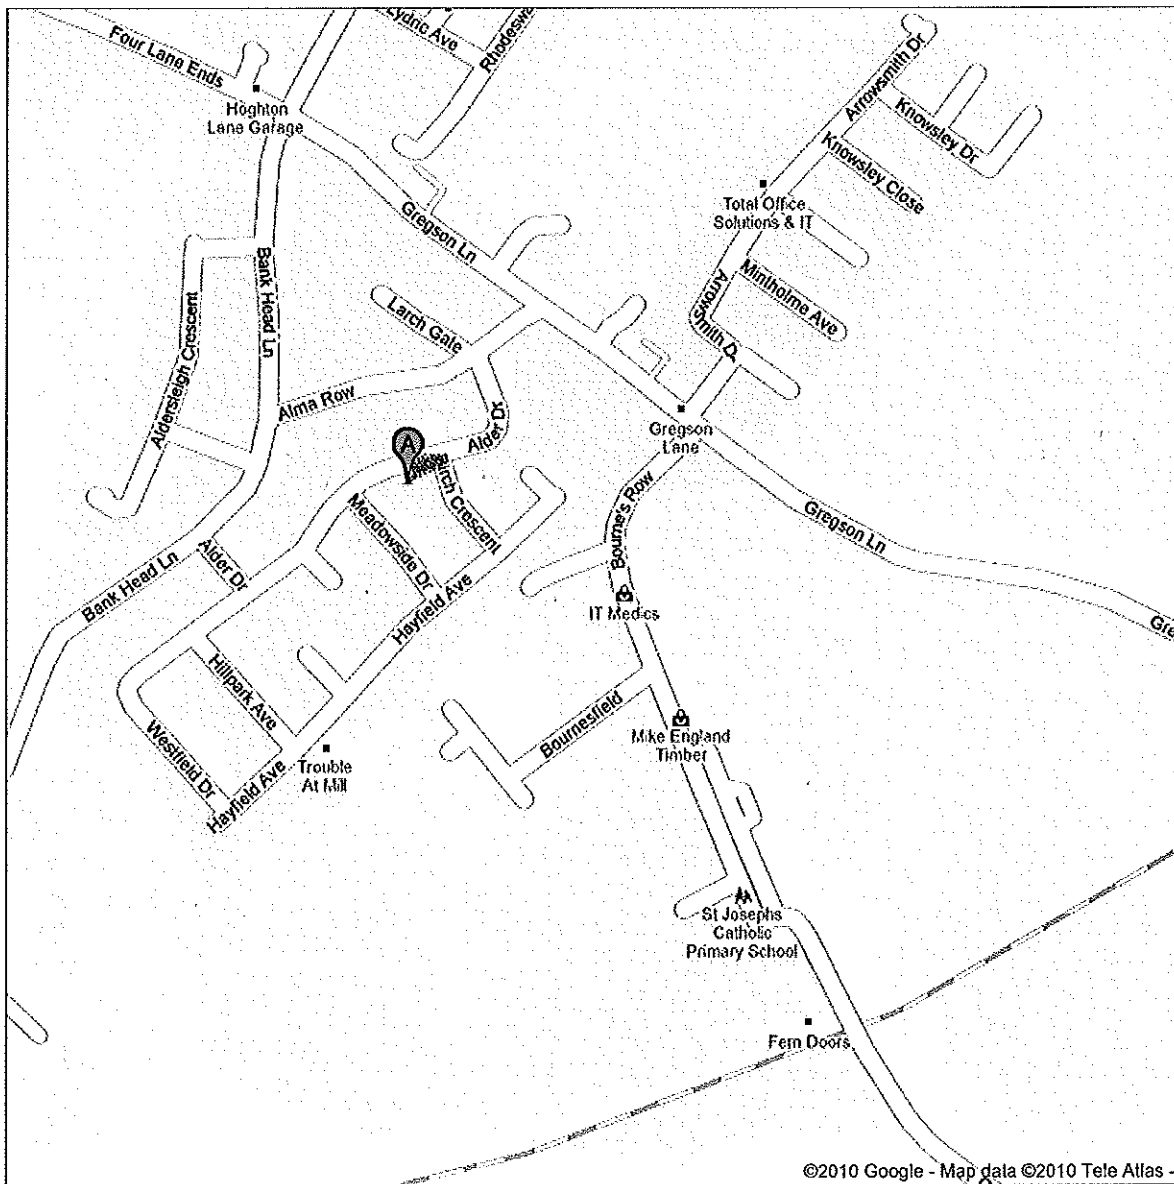 Lydric Ave
Four Lane Ends
Arrowsmith Dr
Hoghton
Lane Garage
Knowsley Dr
Knowsley Close
Total Office
Solutions & IT
Gregson Ln
Bank Head Ln
Miniholme Ave
Arrowsmith D
Larch Gate
Aldersleigh Crescent
Alma Row
Gregson
Lane
A
Alder Dr
Crescent
Meadowside Dr
Bourne's Row
Gregson Ln
Alder Dr
Bank Head Ln
Hayfield Ave
IT Medics
Gre
Hillpark Ave
Westfield Dr
Bournesfield
Mike England
Timber
Trouble
At Mill
Hayfield Ave
St Josephs
Catholic
Primary School
Fern Doors
©2010 Google - Map data ©2010 Tele Atlas -